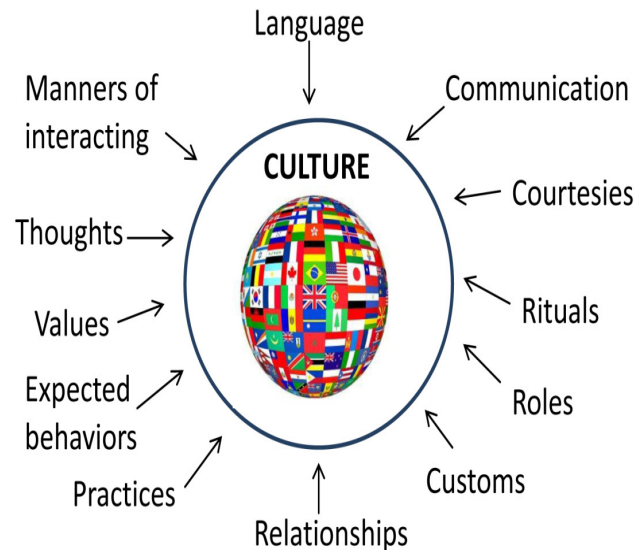 Language
Communication
Courtesies
Rituals
Roles
Customs
Relationships
Practices
Expected
behaviors
Values
Thoughts
Manners of
interacting
CULTURE